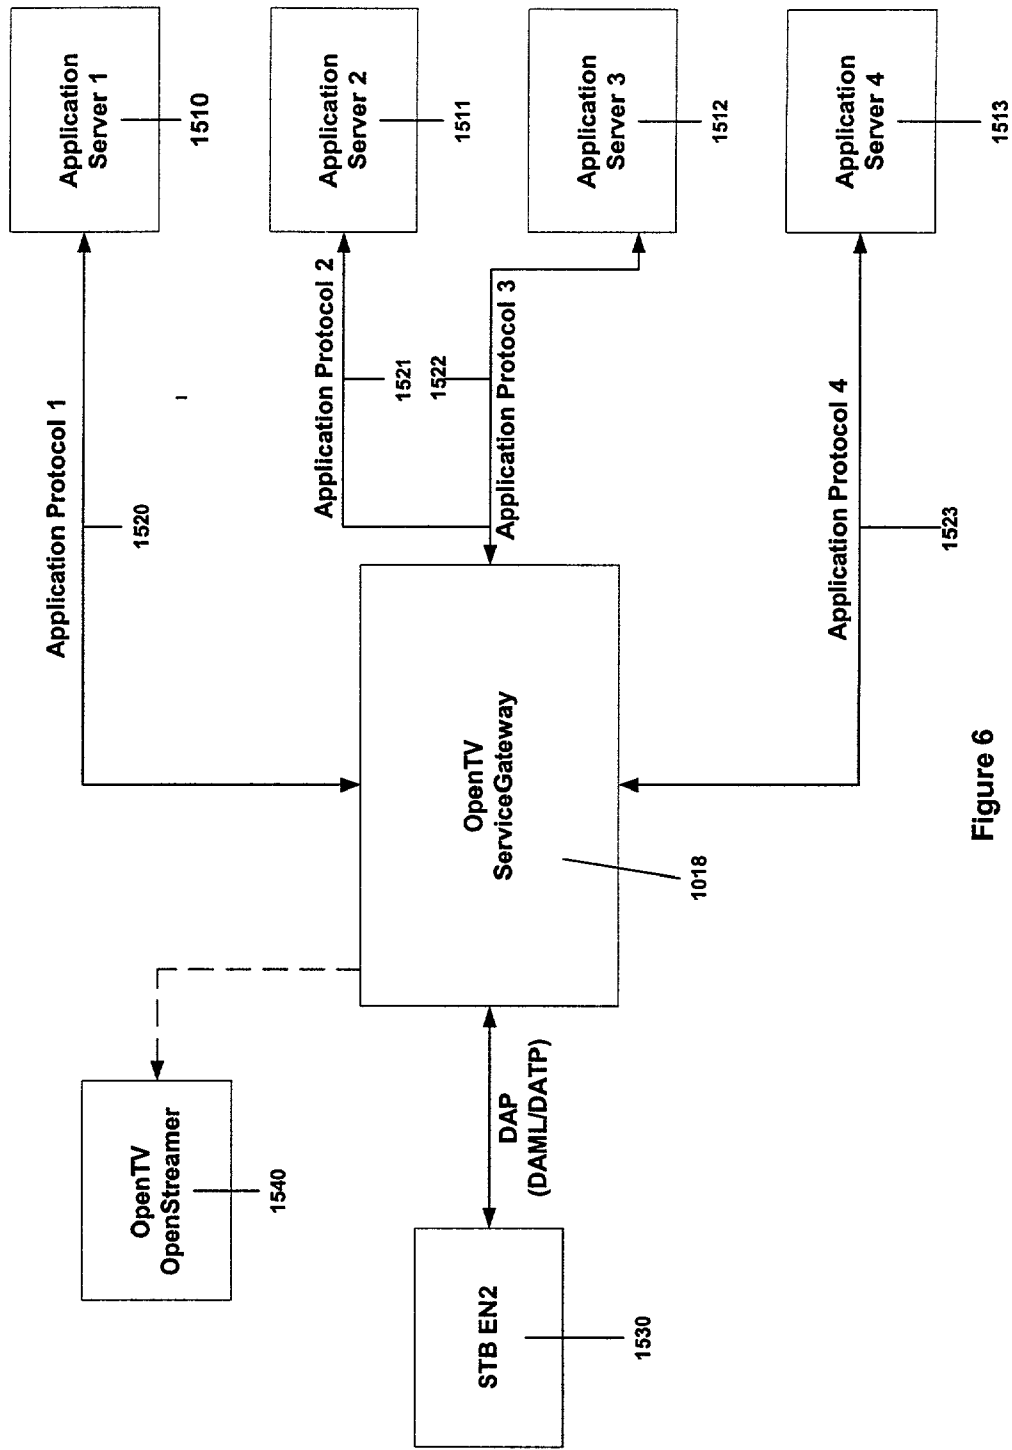 Application
Server 1
1510
Application
Server 2
1511
Application
Server 3
1512
Application
Server 4
1513
Application Protocol 1
1520
Application Protocol 2
1521
1522
Application Protocol 3
Application Protocol 4
1523
OpenTV
ServiceGateway
1018
OpenTV
OpenStreamer
1540
DAP
(DAML/DATP)
STB EN2
1530
Figure 6